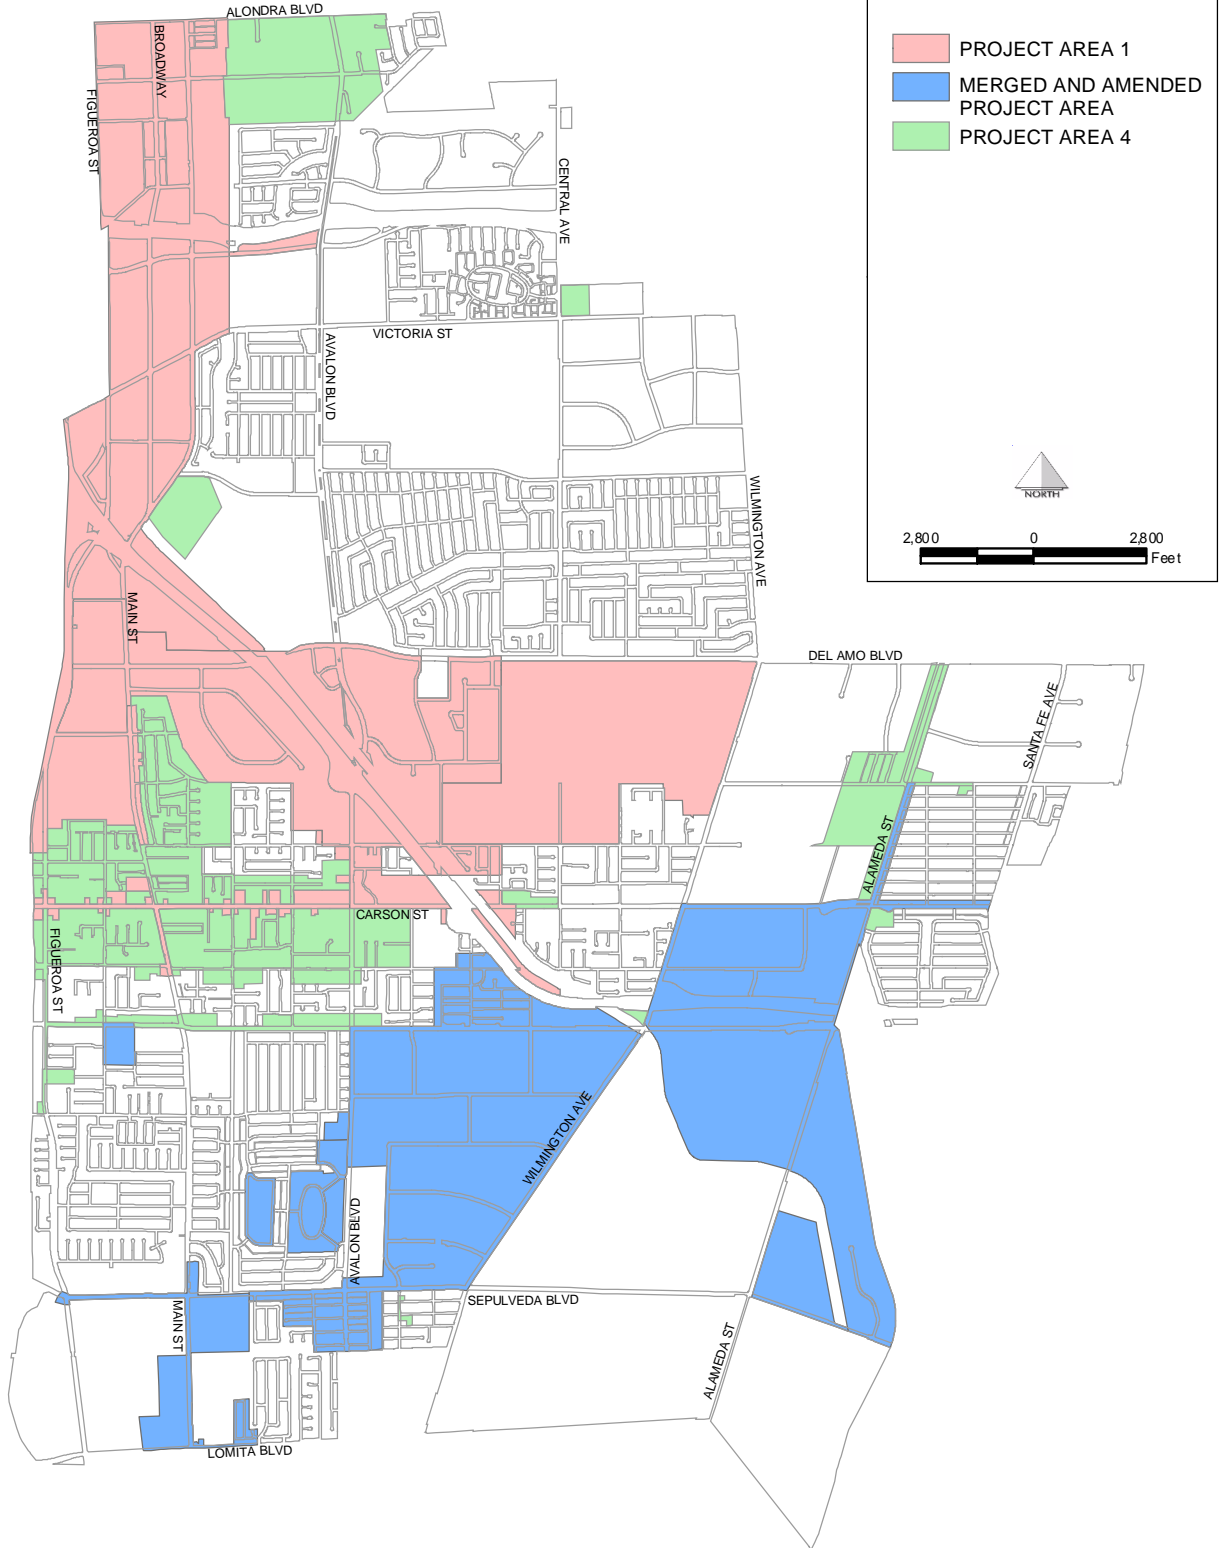 ALONDRA BLVD
BROADWAY
FIGUEROA ST
CENTRAL AVE
VICTORIA ST
AVALON BLVD
WILMINGTON AVE
MAIN ST
DEL AMO BLVD
SANTA FE AVE
ALAMEDA ST
CARSON ST
FIGUEROA ST
WILMINGTON AVE
AVALON BLVD
SEPULVEDA BLVD
MAIN ST
ALAMEDA ST
LOMITA BLVD
PROJECT AREA 1
MERGED AND AMENDED
PROJECT AREA
PROJECT AREA 4
NORTH
2,800 0 2,800
Feet